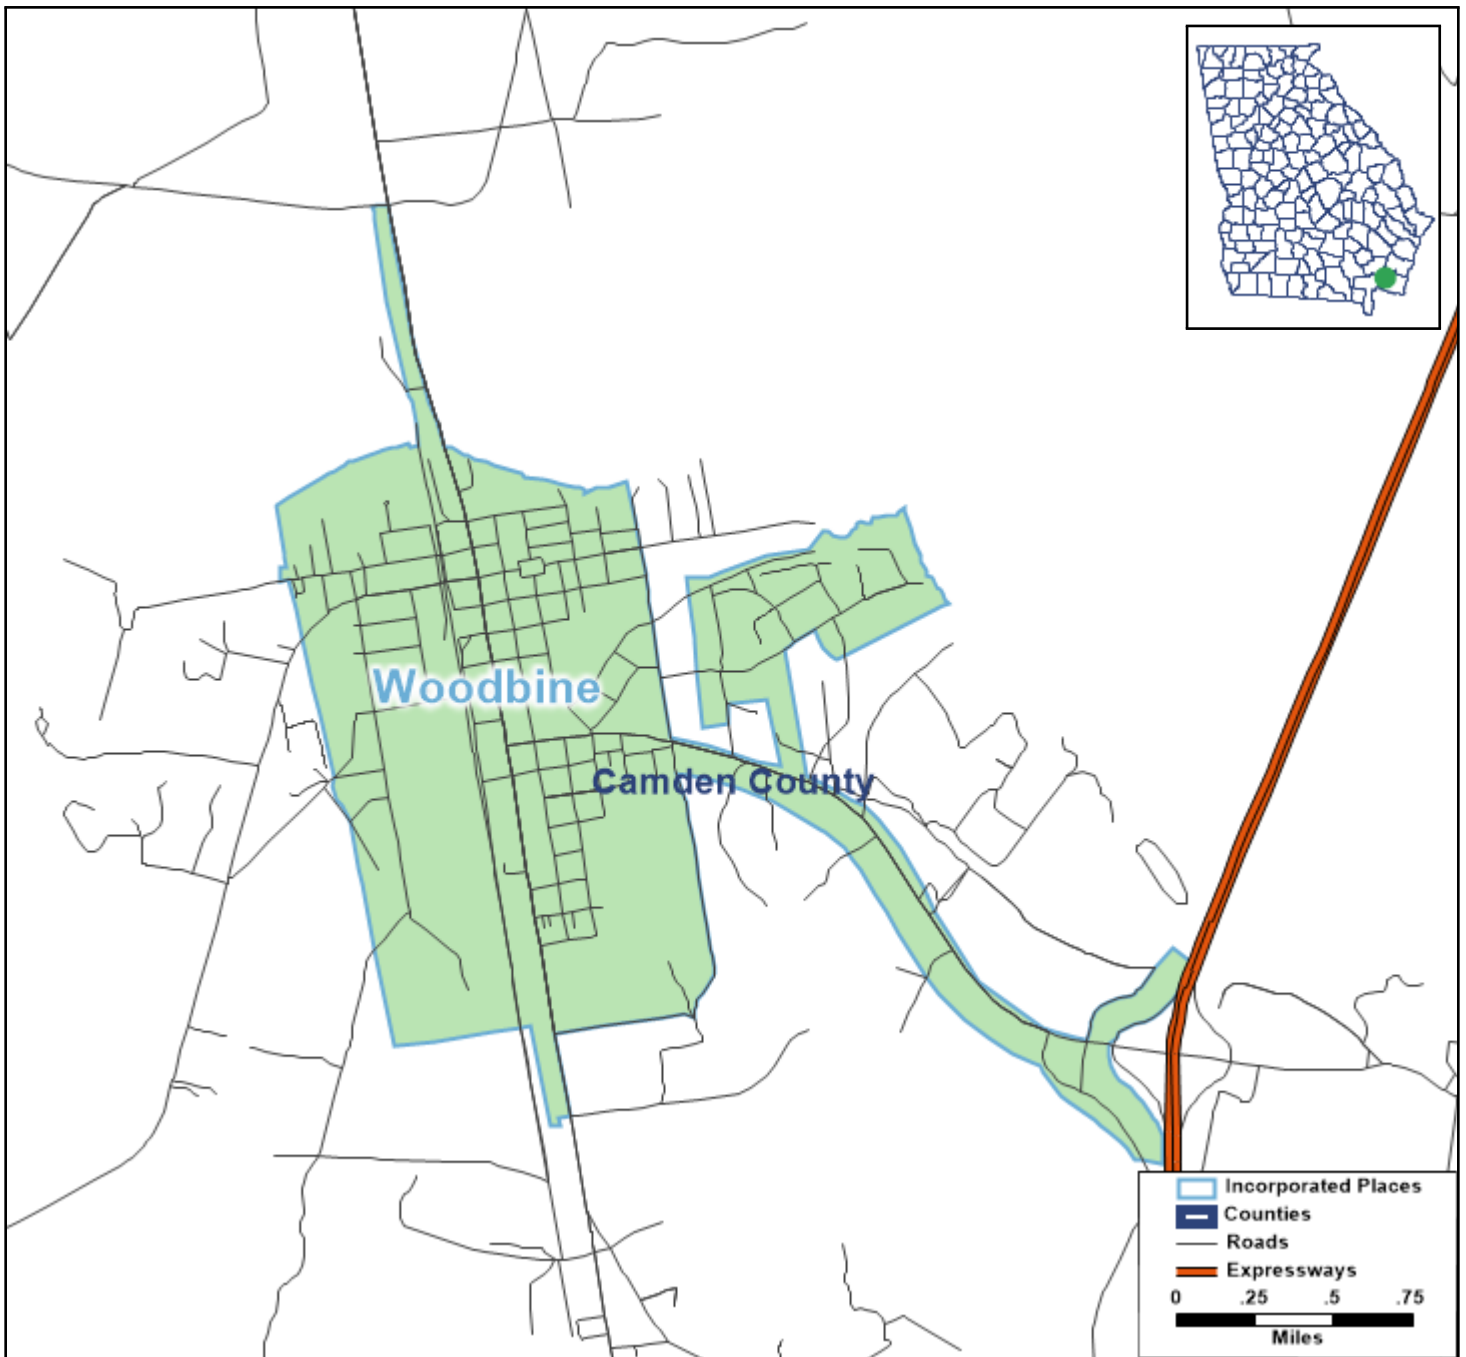 Woodbine
Camden County
Incorporated Places
Counties
Roads
Expressways
0 .25 .5 .75
Miles